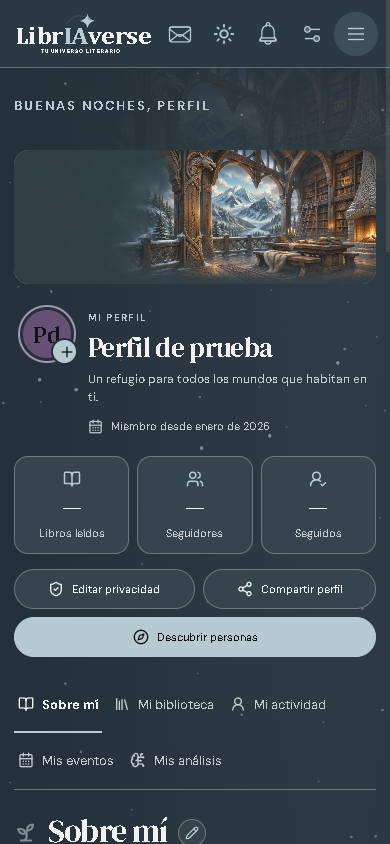 LibrIAverse
TU UNIVERSO LITERARIO
BUENAS NOCHES, PERFIL
Pd
MI PERFIL
Perfil de prueba
Un refugio para todos los mundos que habitan en
ti.
Miembro desde enero de 2026
— — —
Libros leídos Seguidores Seguidos
Editar privacidad Compartir perfil
Descubrir personas
Sobre mí Mi biblioteca Mi actividad
Mis eventos Mis análisis
Sobre mí